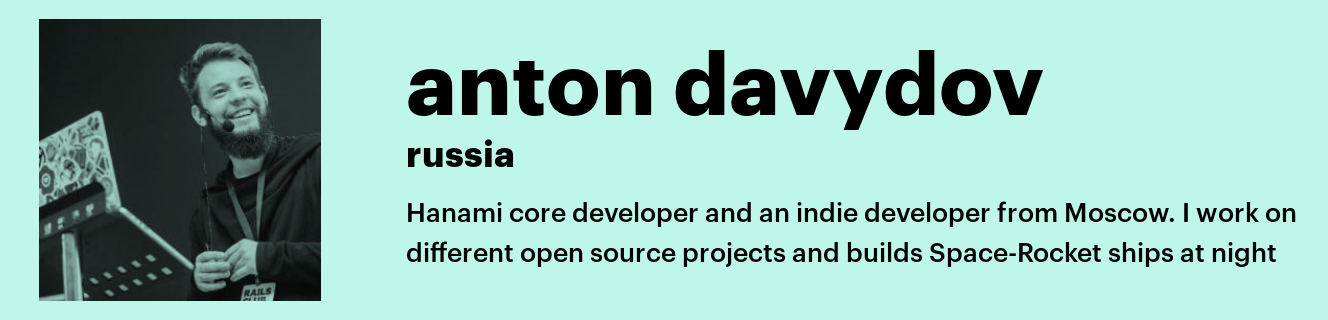 anton davydov
russia
Hanami core developer and an indie developer from Moscow. I work on
different open source projects and builds Space-Rocket ships at night
RAILS
CLUB